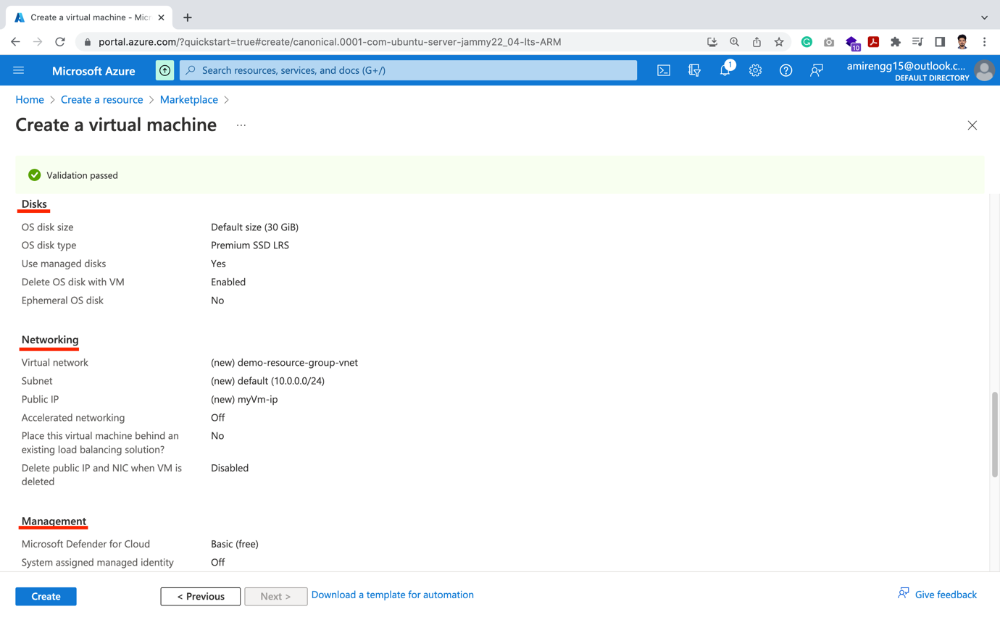 Create a virtual machine - Micr
portal.azure.com/?quickstart=true#create/canonical.0001-com-ubuntu-server-jammy22_04-lts-ARM
10
Microsoft Azure
Search resources, services, and docs (G+/)
1
amirengg15@outlook.c...
DEFAULT DIRECTORY
Home > Create a resource > Marketplace >
Create a virtual machine ...
Validation passed
Disks
OS disk size Default size (30 GiB)
OS disk type Premium SSD LRS
Use managed disks Yes
Delete OS disk with VM Enabled
Ephemeral OS disk No
Networking
Virtual network (new) demo-resource-group-vnet
Subnet (new) default (10.0.0.0/24)
Public IP (new) myVm-ip
Accelerated networking Off
Place this virtual machine behind an No
existing load balancing solution?
Delete public IP and NIC when VM is Disabled
deleted
Management
Microsoft Defender for Cloud Basic (free)
System assigned managed identity Off
Create < Previous Next > Download a template for automation Give feedback